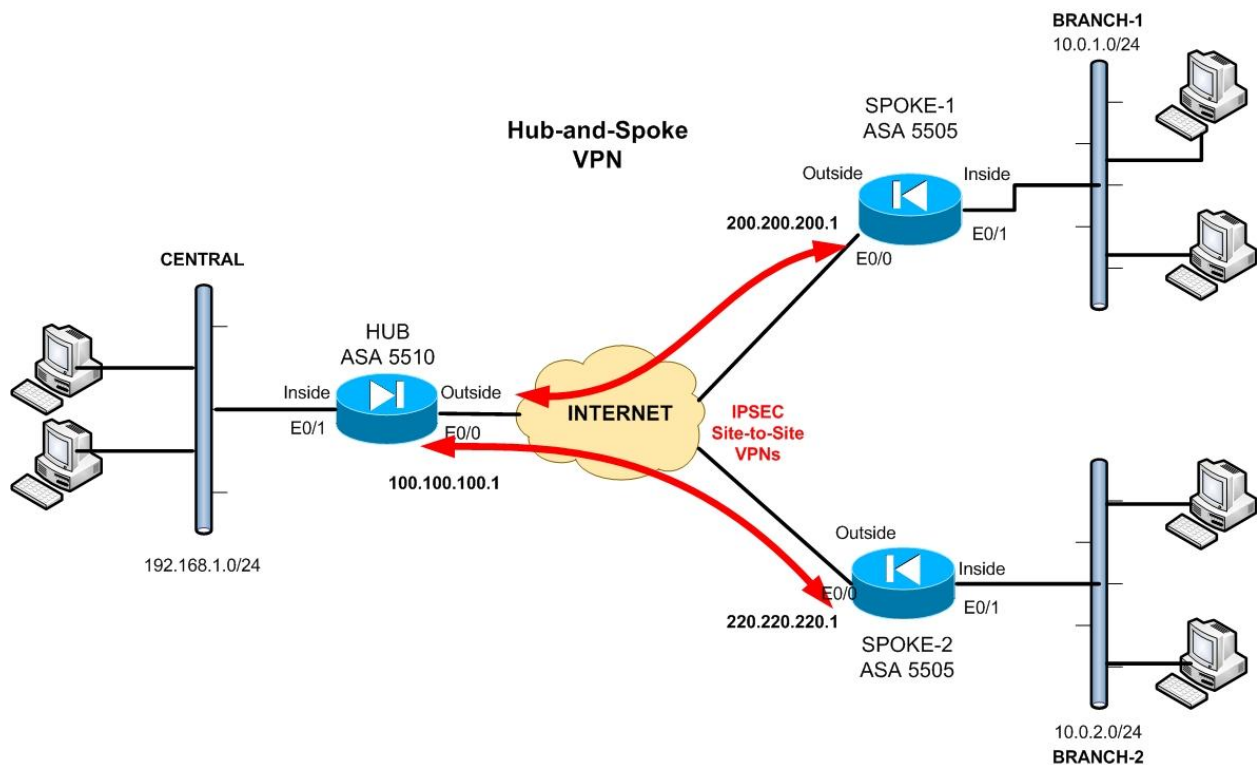 BRANCH-1
10.0.1.0/24
SPOKE-1
ASA 5505
Hub-and-Spoke
VPN
Outside
Inside
200.200.200.1
E0/0
E0/1
CENTRAL
HUB
ASA 5510
Inside
Outside
E0/1
E0/0
INTERNET
IPSEC
Site-to-Site
VPNs
100.100.100.1
192.168.1.0/24
Outside
Inside
E0/0
E0/1
220.220.220.1
SPOKE-2
ASA 5505
10.0.2.0/24
BRANCH-2